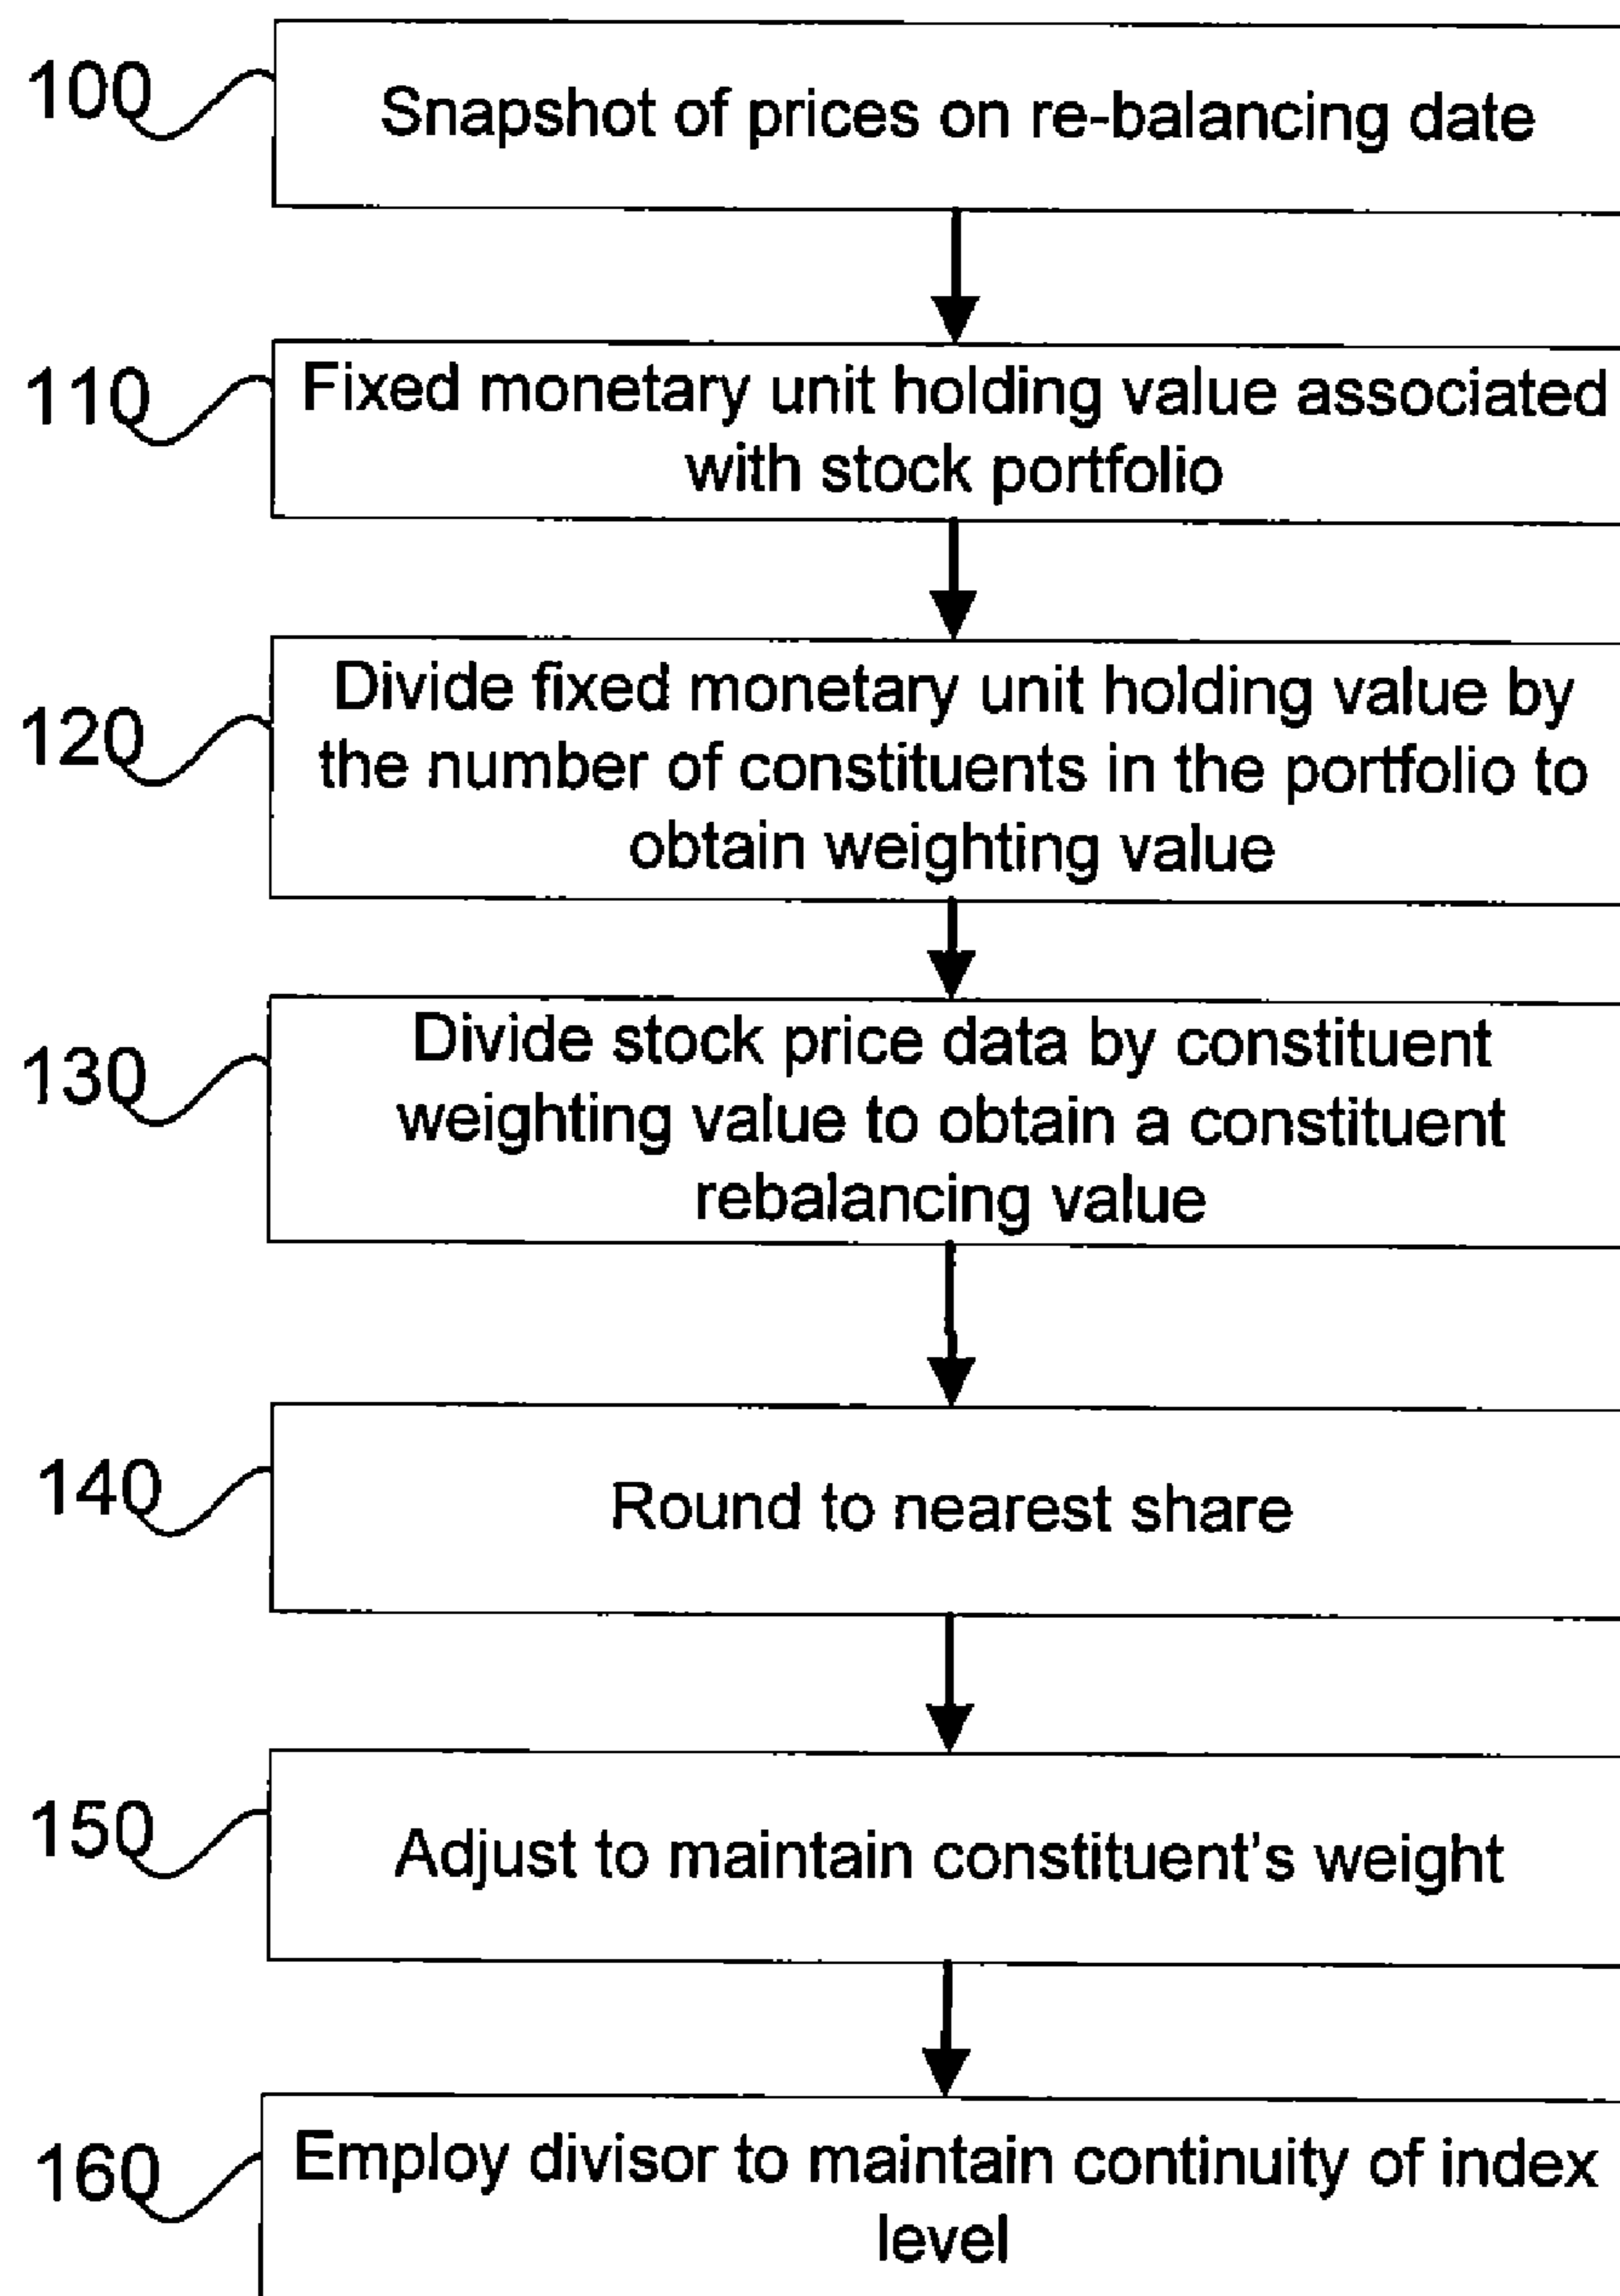 100
Snapshot of prices on re-balancing date
110
Fixed monetary unit holding value associated
with stock portfolio
120
Divide fixed monetary unit holding value by
the number of constituents in the portfolio to
obtain weighting value
130
Divide stock price data by constituent
weighting value to obtain a constituent
rebalancing value
140
Round to nearest share
150
Adjust to maintain constituent's weight
160
Employ divisor to maintain continuity of index
level